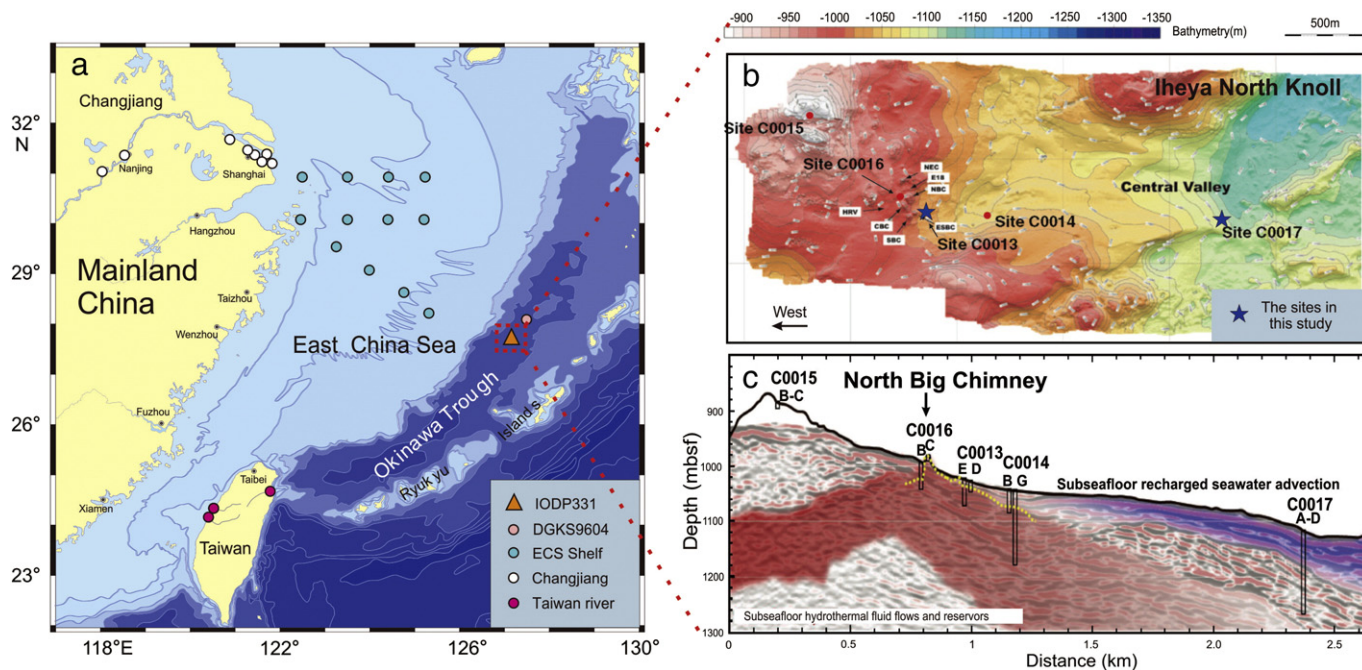 a
Changjiang
32°
N
Nanjing
Shanghai
Hangzhou
Mainland
China
29°
Taizhou
Wenzhou
East China Sea
26°
Fuzhou
Okinawa Trough
Island s
Ryuk yu
Taibei
Xiamen
Taiwan
23°
IODP331
DGKS9604
ECS Shelf
Changjiang
Taiwan river
118°E
122°
126°
130°
-900 -950 -975 -1050 -1100 -1150 -1200 -1250 -1300 -1350
Bathymetry(m)
500m
b
Iheya North Knoll
Site C0015
Site C0016
NEC
E18
NBC
HRV
CBC
SBC
ESBC
Site C0013
Site C0014
Central Valley
Site C0017
West
The sites in
this study
C
C0015
B-C
North Big Chimney
C0016
B C
C0013
E D
C0014
B G
Subseafloor recharged seawater advection
C0017
A-D
Subseafloor hydrothermal fluid flows and reservors
Depth (mbsf)
900
1000
1100
1200
1300
0 0.5 1.0 1.5 2.0 2.5
Distance (km)